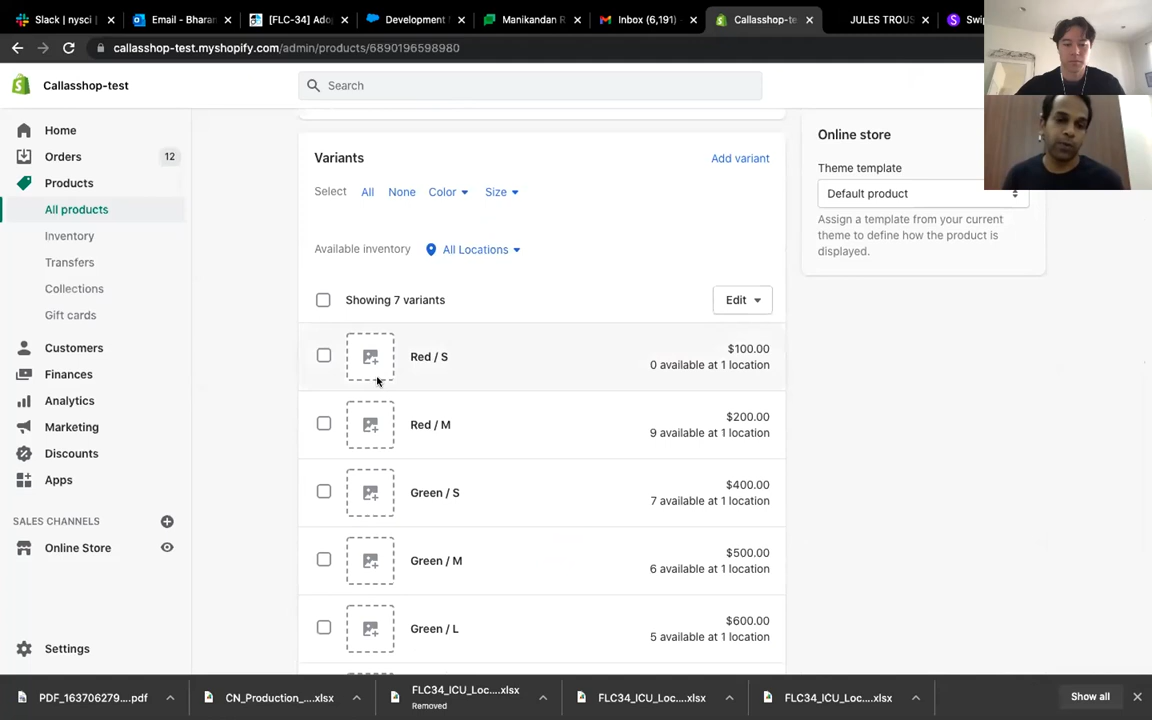 Slack | nysci
Email - Bharan
[FLC-34] Ado
Development
Manikandan R
Inbox (6,191)
Callasshop-tes
JULES TROUS
Swip
callasshop-test.myshopify.com/admin/products/6890196598980
Callasshop-test
Search
Home
Orders 12
Products
All products
Inventory
Transfers
Collections
Gift cards
Customers
Finances
Analytics
Marketing
Discounts
Apps
SALES CHANNELS
Online Store
Settings
Variants
Add variant
Select All None Color Size
Available inventory All Locations
Showing 7 variants
Edit
Red / S
$100.00
0 available at 1 location
Red / M
$200.00
9 available at 1 location
Green / S
$400.00
7 available at 1 location
Green / M
$500.00
6 available at 1 location
Green / L
$600.00
5 available at 1 location
Online store
Theme template
Default product
Assign a template from your current
theme to define how the product is
displayed.
PDF_163706279....pdf
CN_Production_....xlsx
FLC34_ICU_Loc....xlsx
Removed
FLC34_ICU_Loc....xlsx
FLC34_ICU_Loc....xlsx
Show all